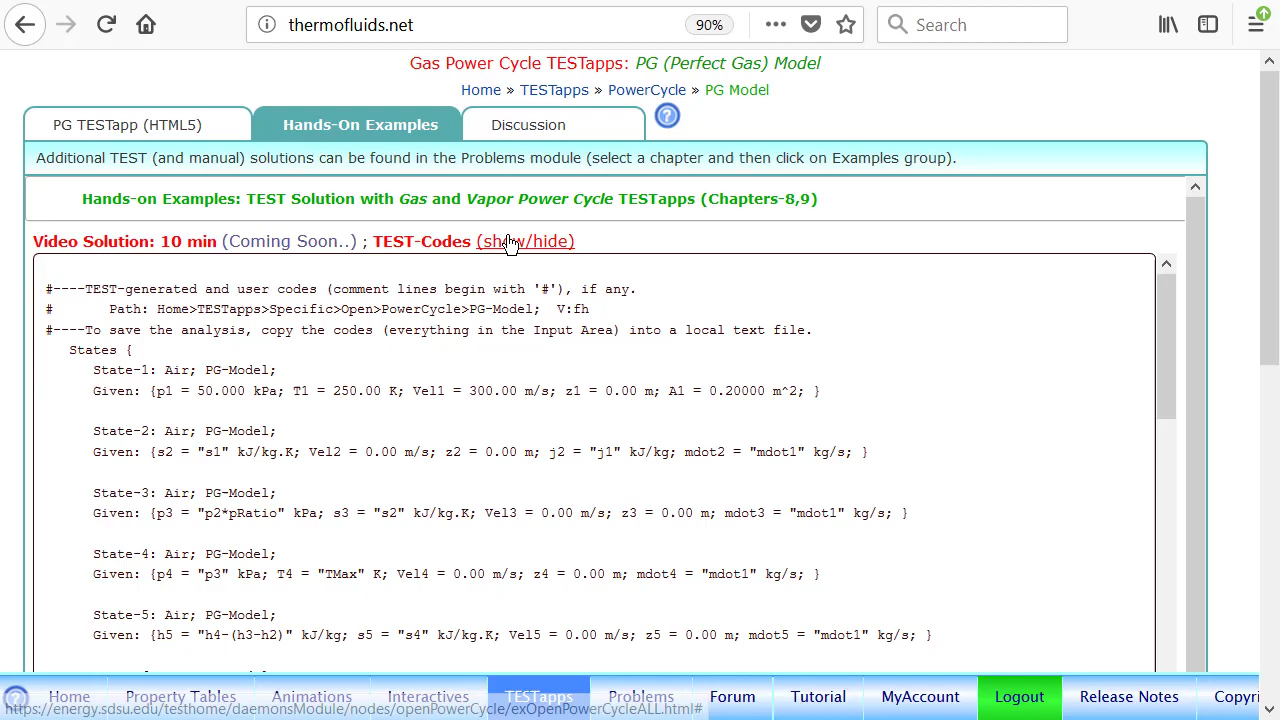 thermofluids.net
90%
Search
Gas Power Cycle TESTapps: PG (Perfect Gas) Model
Home » TESTapps » PowerCycle » PG Model
PG TESTapp (HTML5)
Hands-On Examples
Discussion
Additional TEST (and manual) solutions can be found in the Problems module (select a chapter and then click on Examples group).
Hands-on Examples: TEST Solution with Gas and Vapor Power Cycle TESTapps (Chapters-8,9)
Video Solution: 10 min (Coming Soon..) ; TEST-Codes (show/hide)
#----TEST-generated and user codes (comment lines begin with '#'), if any.
# Path: Home>TESTapps>Specific>Open>PowerCycle>PG-Model; V:fh
#----To save the analysis, copy the codes (everything in the Input Area) into a local text file.
States {
State-1: Air; PG-Model;
Given: {p1 = 50.000 kPa; T1 = 250.00 K; Vel1 = 300.00 m/s; z1 = 0.00 m; A1 = 0.20000 m^2; }
State-2: Air; PG-Model;
Given: {s2 = "s1" kJ/kg.K; Vel2 = 0.00 m/s; z2 = 0.00 m; j2 = "j1" kJ/kg; mdot2 = "mdot1" kg/s; }
State-3: Air; PG-Model;
Given: {p3 = "p2*pRatio" kPa; s3 = "s2" kJ/kg.K; Vel3 = 0.00 m/s; z3 = 0.00 m; mdot3 = "mdot1" kg/s; }
State-4: Air; PG-Model;
Given: {p4 = "p3" kPa; T4 = "TMax" K; Vel4 = 0.00 m/s; z4 = 0.00 m; mdot4 = "mdot1" kg/s; }
State-5: Air; PG-Model;
Given: {h5 = "h4-(h3-h2)" kJ/kg; s5 = "s4" kJ/kg.K; Vel5 = 0.00 m/s; z5 = 0.00 m; mdot5 = "mdot1" kg/s; }
Home Property Tables Animations Interactives TESTapps Problems Forum Tutorial MyAccount Logout Release Notes Copyri
https://energy.sdsu.edu/testhome/daemonsModule/nodes/openPowerCycle/exOpenPowerCycleALL.html#